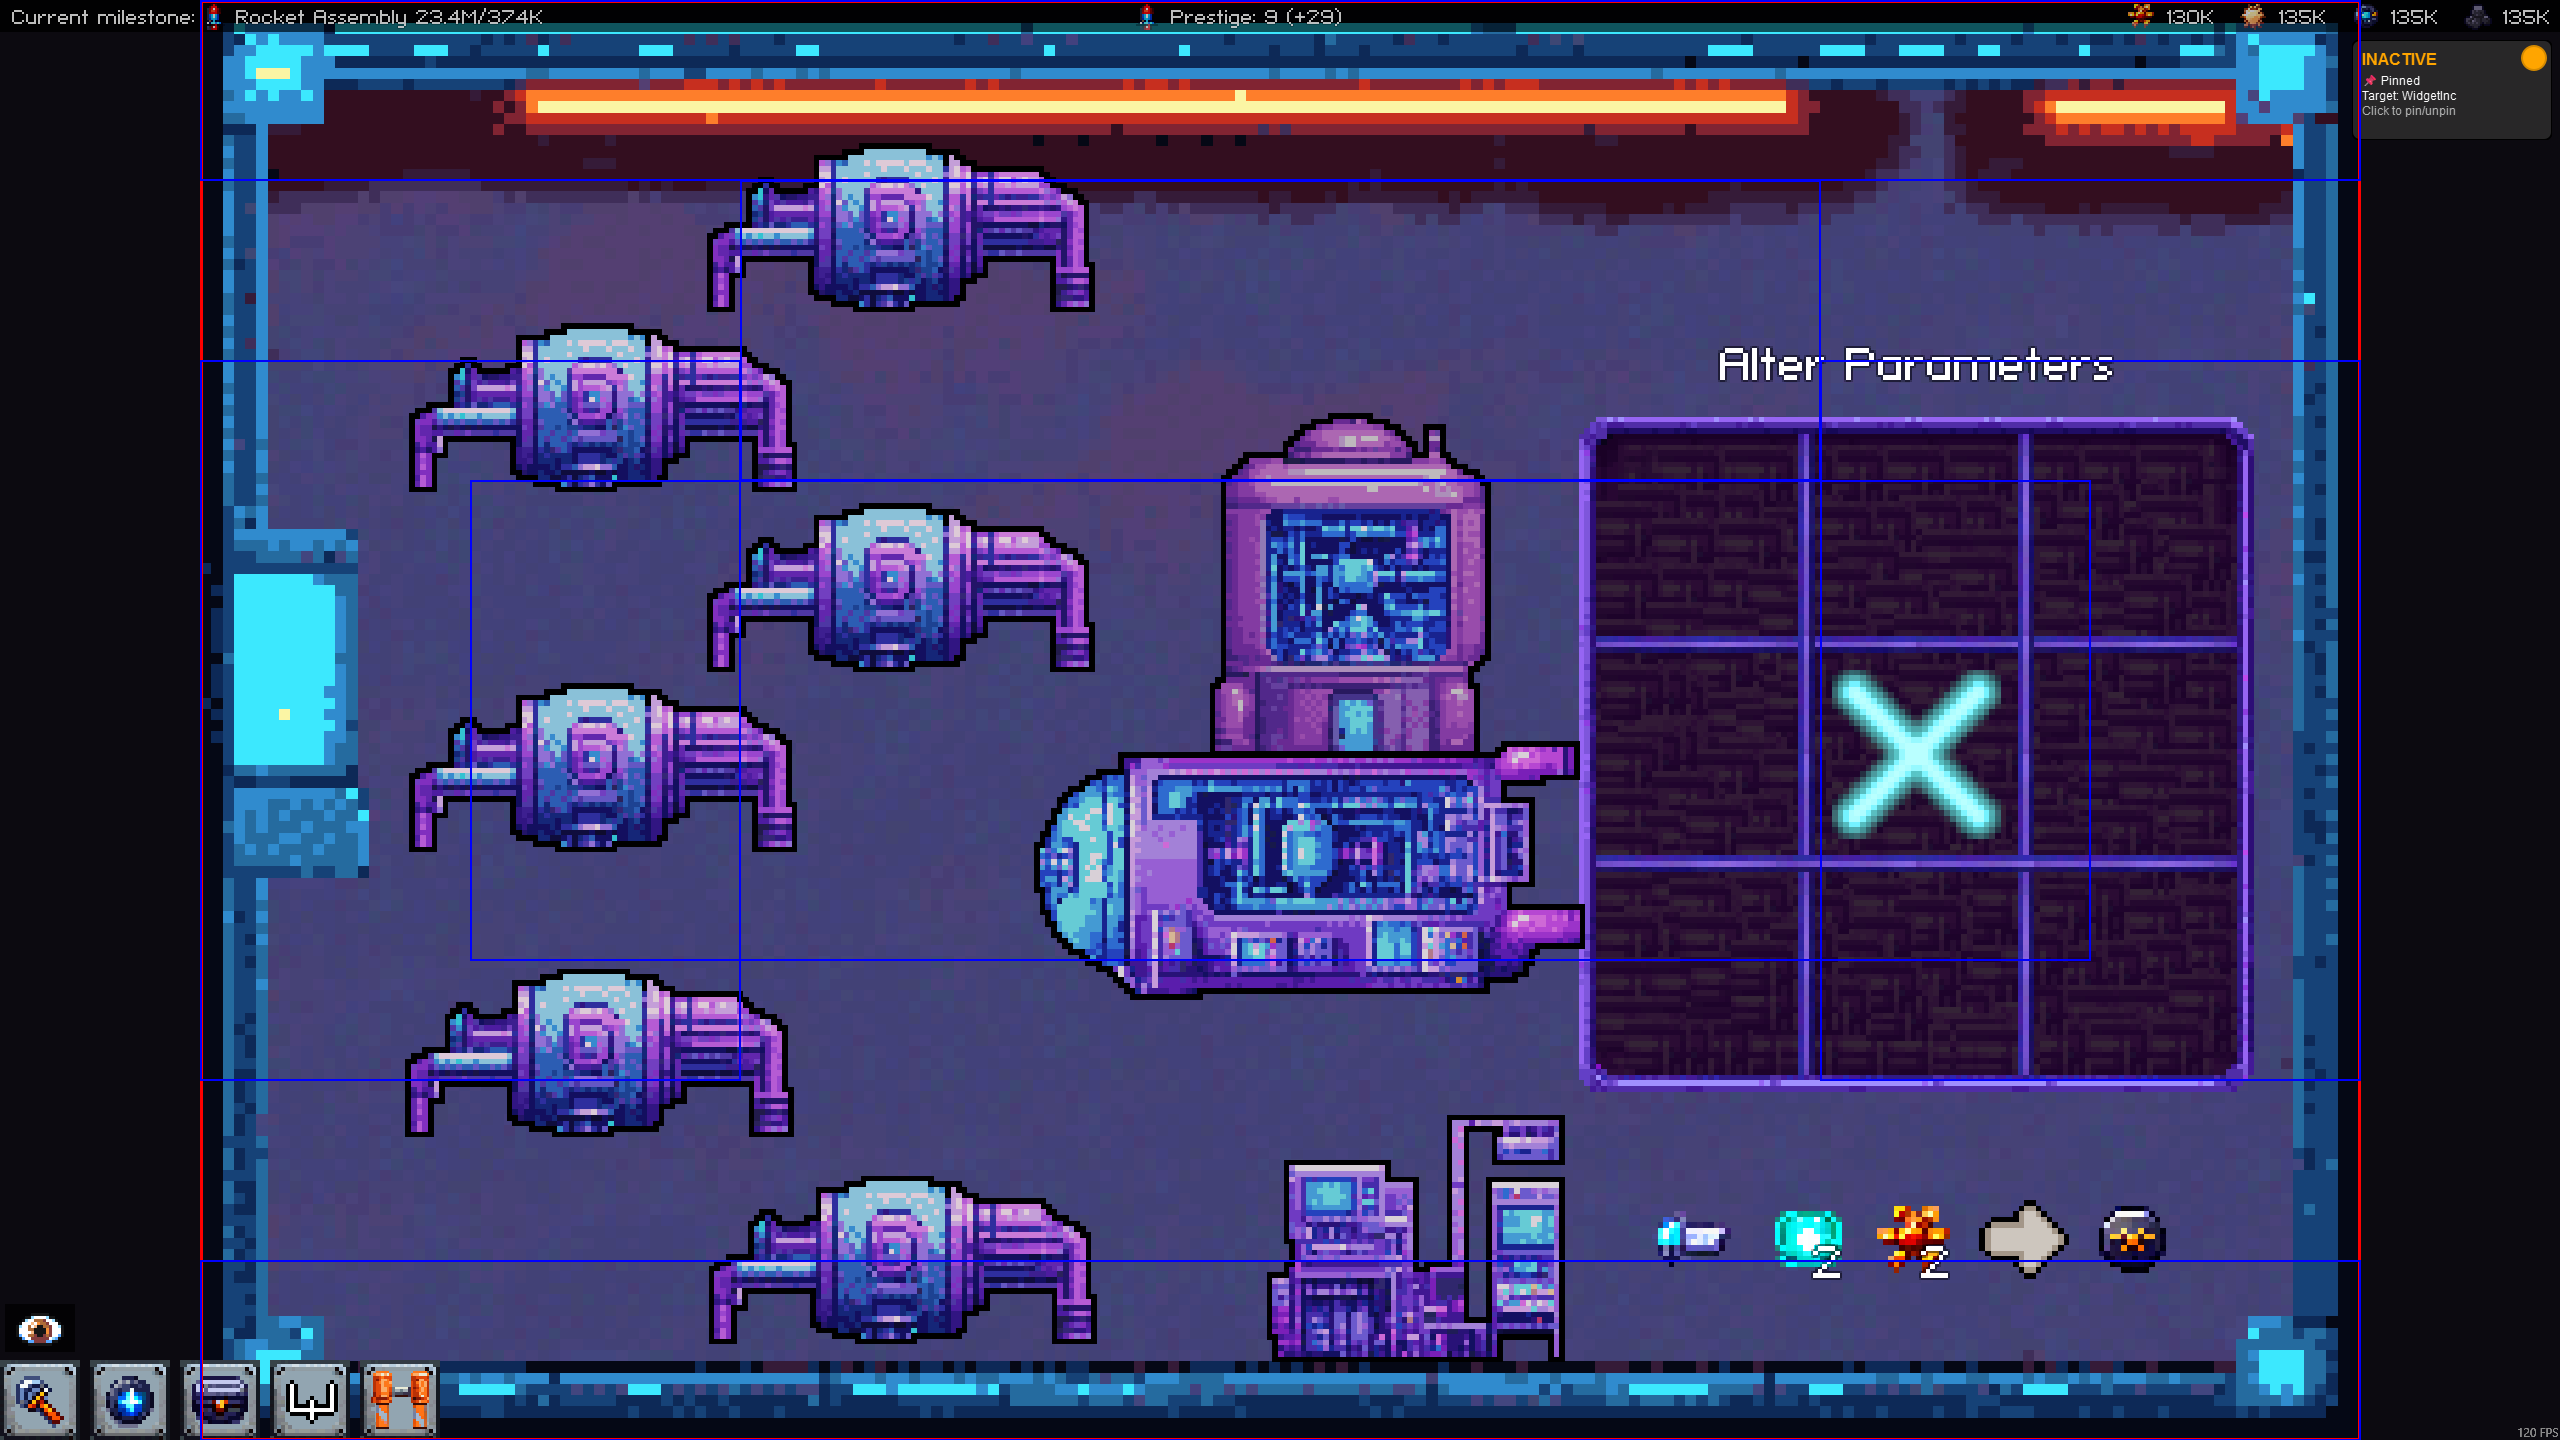 Current milestone: Rocket Assembly 23.4M/374K
Prestige: 9 (+29)
130K 135K 135K 135K
INACTIVE
Pinned
Target: WidgetInc
Click to pin/unpin
Alter Parameters
2 2
120 FPS